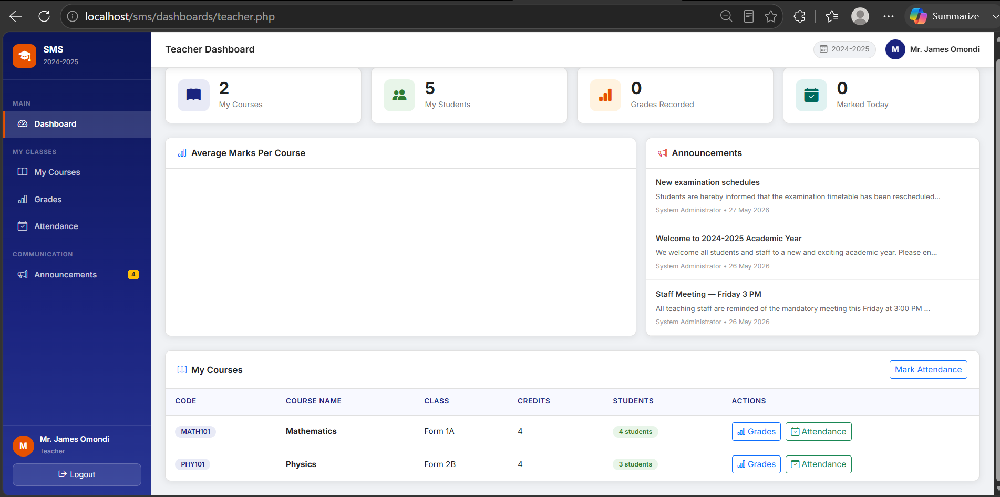 localhost/sms/dashboards/teacher.php
Summarize
SMS
2024-2025
MAIN
Dashboard
MY CLASSES
My Courses
Grades
Attendance
COMMUNICATION
Announcements 4
M Mr. James Omondi
Teacher
Logout
Teacher Dashboard
2024-2025
M Mr. James Omondi
2
My Courses
5
My Students
0
Grades Recorded
0
Marked Today
Average Marks Per Course
Announcements
New examination schedules
Students are hereby informed that the examination timetable has been rescheduled...
System Administrator • 27 May 2026
Welcome to 2024-2025 Academic Year
We welcome all students and staff to a new and exciting academic year. Please en...
System Administrator • 26 May 2026
Staff Meeting — Friday 3 PM
All teaching staff are reminded of the mandatory meeting this Friday at 3:00 PM ...
System Administrator • 26 May 2026
My Courses
Mark Attendance
CODE COURSE NAME CLASS CREDITS STUDENTS ACTIONS
MATH101 Mathematics Form 1A 4 4 students Grades Attendance
PHY101 Physics Form 2B 4 3 students Grades Attendance